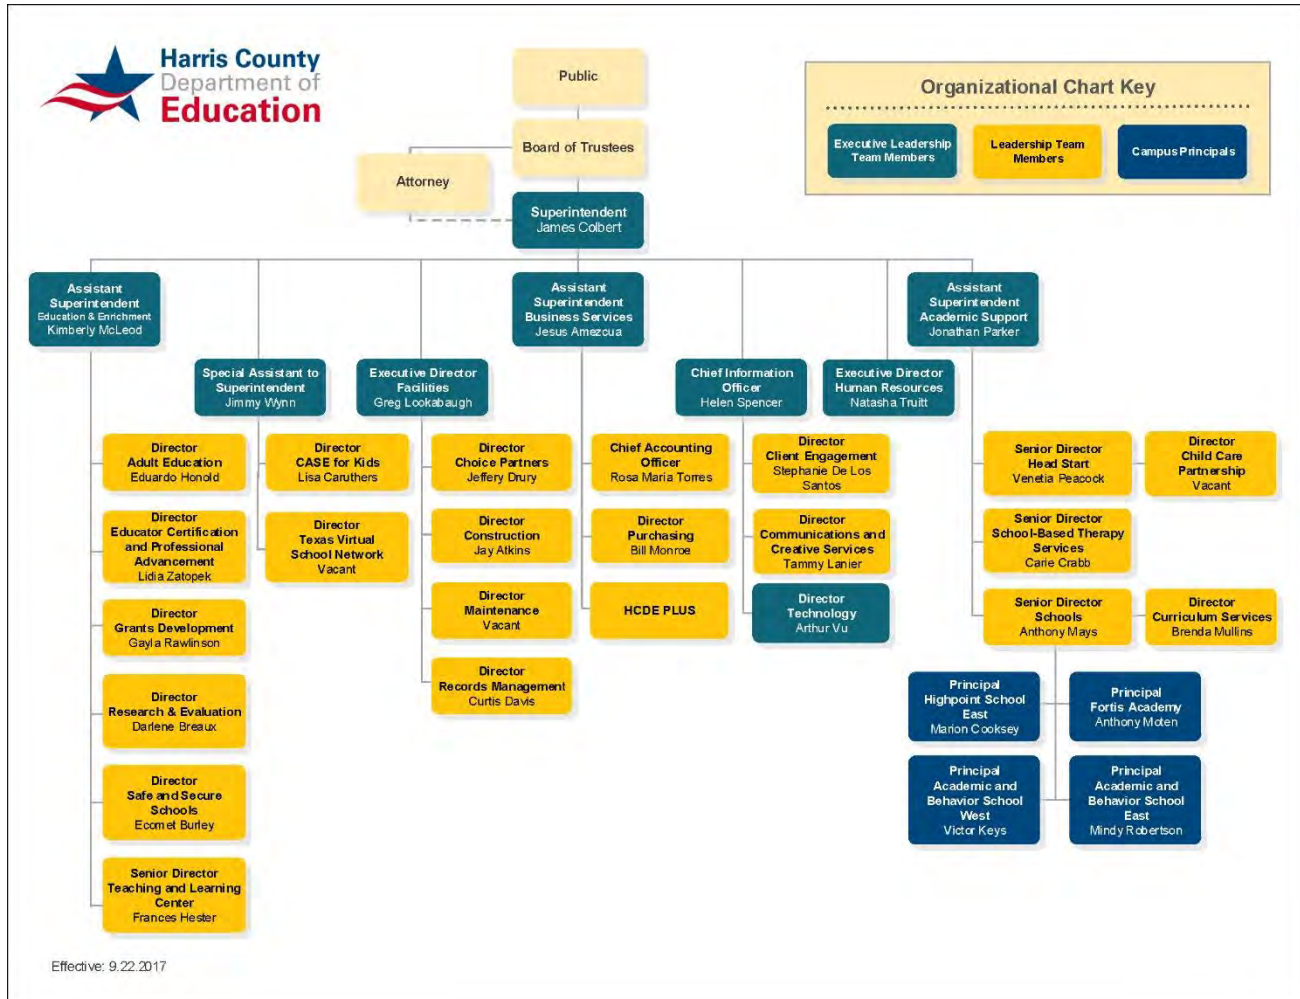 Harris County
Department of
Education
Public
Board of Trustees
Attorney
Superintendent
James Colbert
Organizational Chart Key
Executive Leadership
Team Members
Leadership Team
Members
Campus Principals
Assistant
Superintendent
Education & Enrichment
Kimberly McLeod
Assistant
Superintendent
Business Services
Jesus Amezcua
Assistant
Superintendent
Academic Support
Jonathan Parker
Special Assistant to
Superintendent
Jimmy Wynn
Executive Director
Facilities
Greg Lookabaugh
Chief Information
Officer
Helen Spencer
Executive Director
Human Resources
Natasha Truitt
Director
Adult Education
Eduardo Honold
Director
Educator Certification
and Professional
Advancement
Lidia Zatopek
Director
Grants Development
Gayla Rawlinson
Director
Research & Evaluation
Darlene Breaux
Director
Safe and Secure
Schools
Ecomet Burley
Senior Director
Teaching and Learning
Center
Frances Hester
Director
CASE for Kids
Lisa Caruthers
Director
Texas Virtual
School Network
Vacant
Director
Choice Partners
Jeffery Drury
Director
Construction
Jay Atkins
Director
Maintenance
Vacant
Director
Records Management
Curtis Davis
Chief Accounting
Officer
Rosa Maria Torres
Director
Purchasing
Bill Monroe
HCDE PLUS
Director
Client Engagement
Stephanie De Los
Santos
Director
Communications and
Creative Services
Tammy Lanier
Director
Technology
Arthur Vu
Senior Director
Head Start
Venetia Peacock
Director
Child Care
Partnership
Vacant
Senior Director
School-Based Therapy
Services
Carie Crabb
Senior Director
Schools
Anthony Mays
Director
Curriculum Services
Brenda Mullins
Principal
Highpoint School
East
Marion Cooksey
Principal
Fortis Academy
Anthony Moten
Principal
Academic and
Behavior School
West
Victor Keys
Principal
Academic and
Behavior School
East
Mindy Robertson
Effective: 9.22.2017